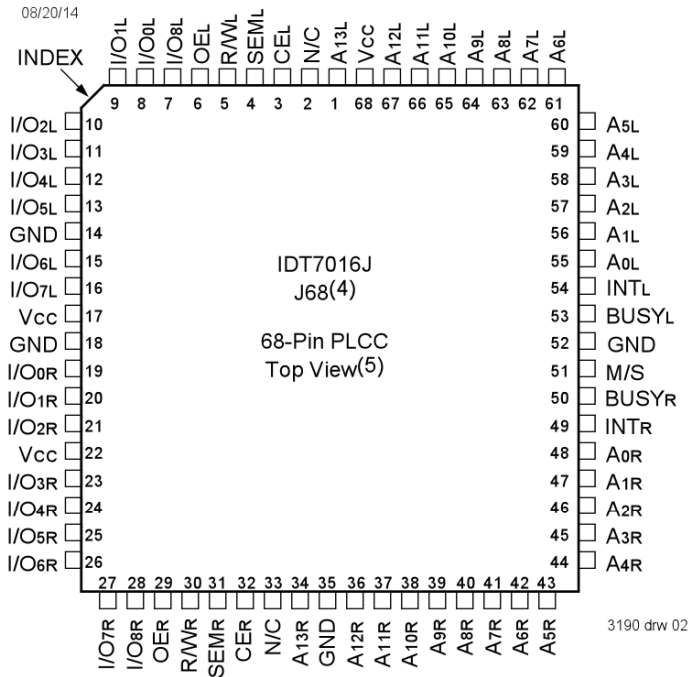 08/20/14
INDEX
I/O1L
I/O0L
I/O8L
OEL
R/WL
SEML
CEL
N/C
A13L
Vcc
A12L
A11L
A10L
A9L
A8L
A7L
A6L
9 8 7 6 5 4 3 2 1 68 67 66 65 64 63 62 61
I/O2L 10
I/O3L 11
I/O4L 12
I/O5L 13
GND 14
I/O6L 15
I/O7L 16
Vcc 17
GND 18
I/O0R 19
I/O1R 20
I/O2R 21
Vcc 22
I/O3R 23
I/O4R 24
I/O5R 25
I/O6R 26
IDT7016J
J68(4)
68-Pin PLCC
Top View(5)
60 A5L
59 A4L
58 A3L
57 A2L
56 A1L
55 A0L
54 INTL
53 BUSYL
52 GND
51 M/S
50 BUSYR
49 INTR
48 A0R
47 A1R
46 A2R
45 A3R
44 A4R
27 28 29 30 31 32 33 34 35 36 37 38 39 40 41 42 43
I/O7R
I/O8R
OER
R/WR
SEMR
CER
N/C
A13R
GND
A12R
A11R
A10R
A9R
A8R
A7R
A6R
A5R
3190 drw 02